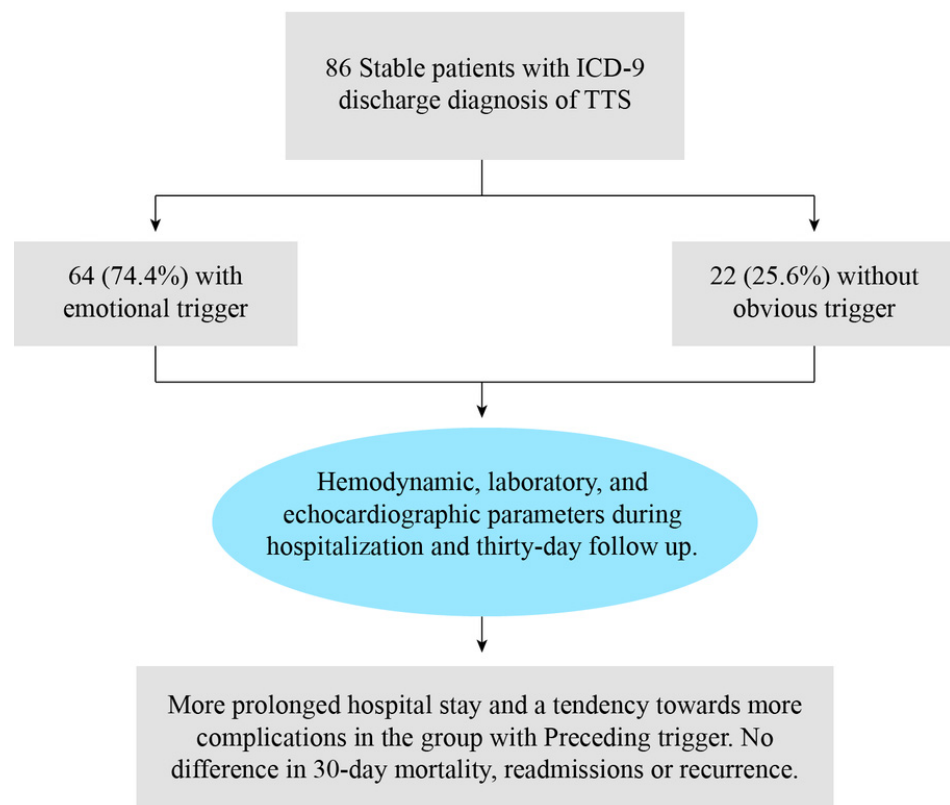 86 Stable patients with ICD-9
discharge diagnosis of TTS
64 (74.4%) with
emotional trigger
22 (25.6%) without
obvious trigger
Hemodynamic, laboratory, and
echocardiographic parameters during
hospitalization and thirty-day follow up.
More prolonged hospital stay and a tendency towards more
complications in the group with Preceding trigger. No
difference in 30-day mortality, readmissions or recurrence.